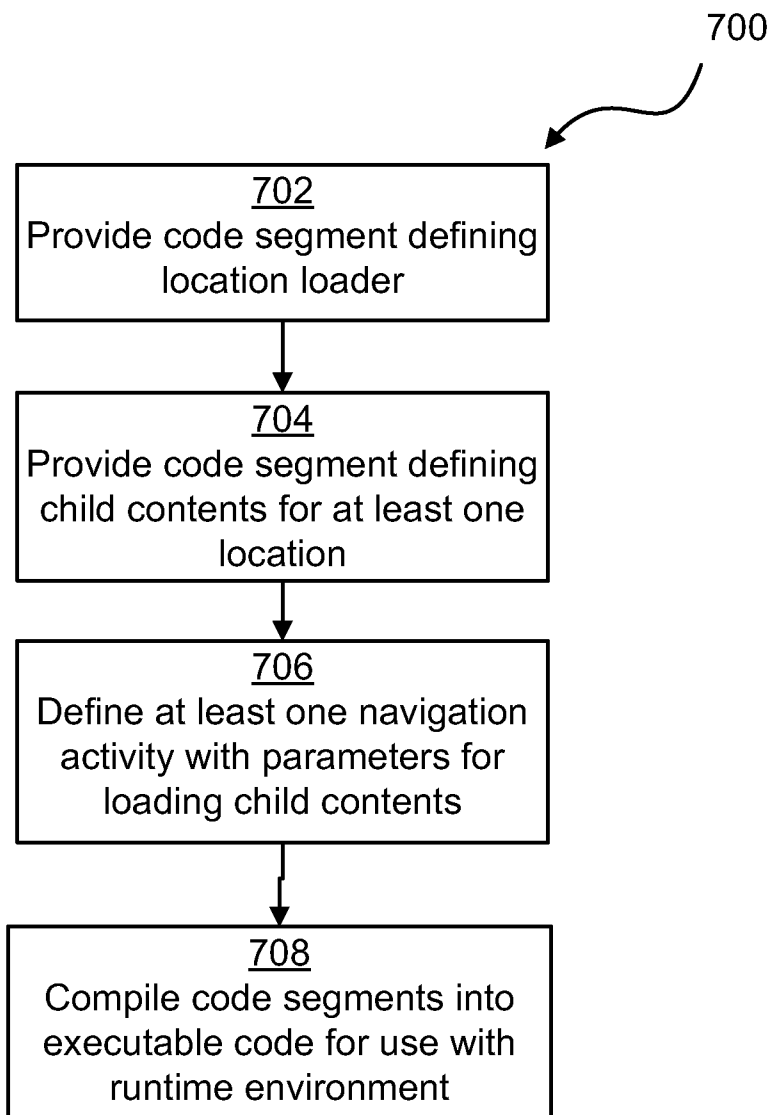 700
702
Provide code segment defining
location loader
704
Provide code segment defining
child contents for at least one
location
706
Define at least one navigation
activity with parameters for
loading child contents
708
Compile code segments into
executable code for use with
runtime environment